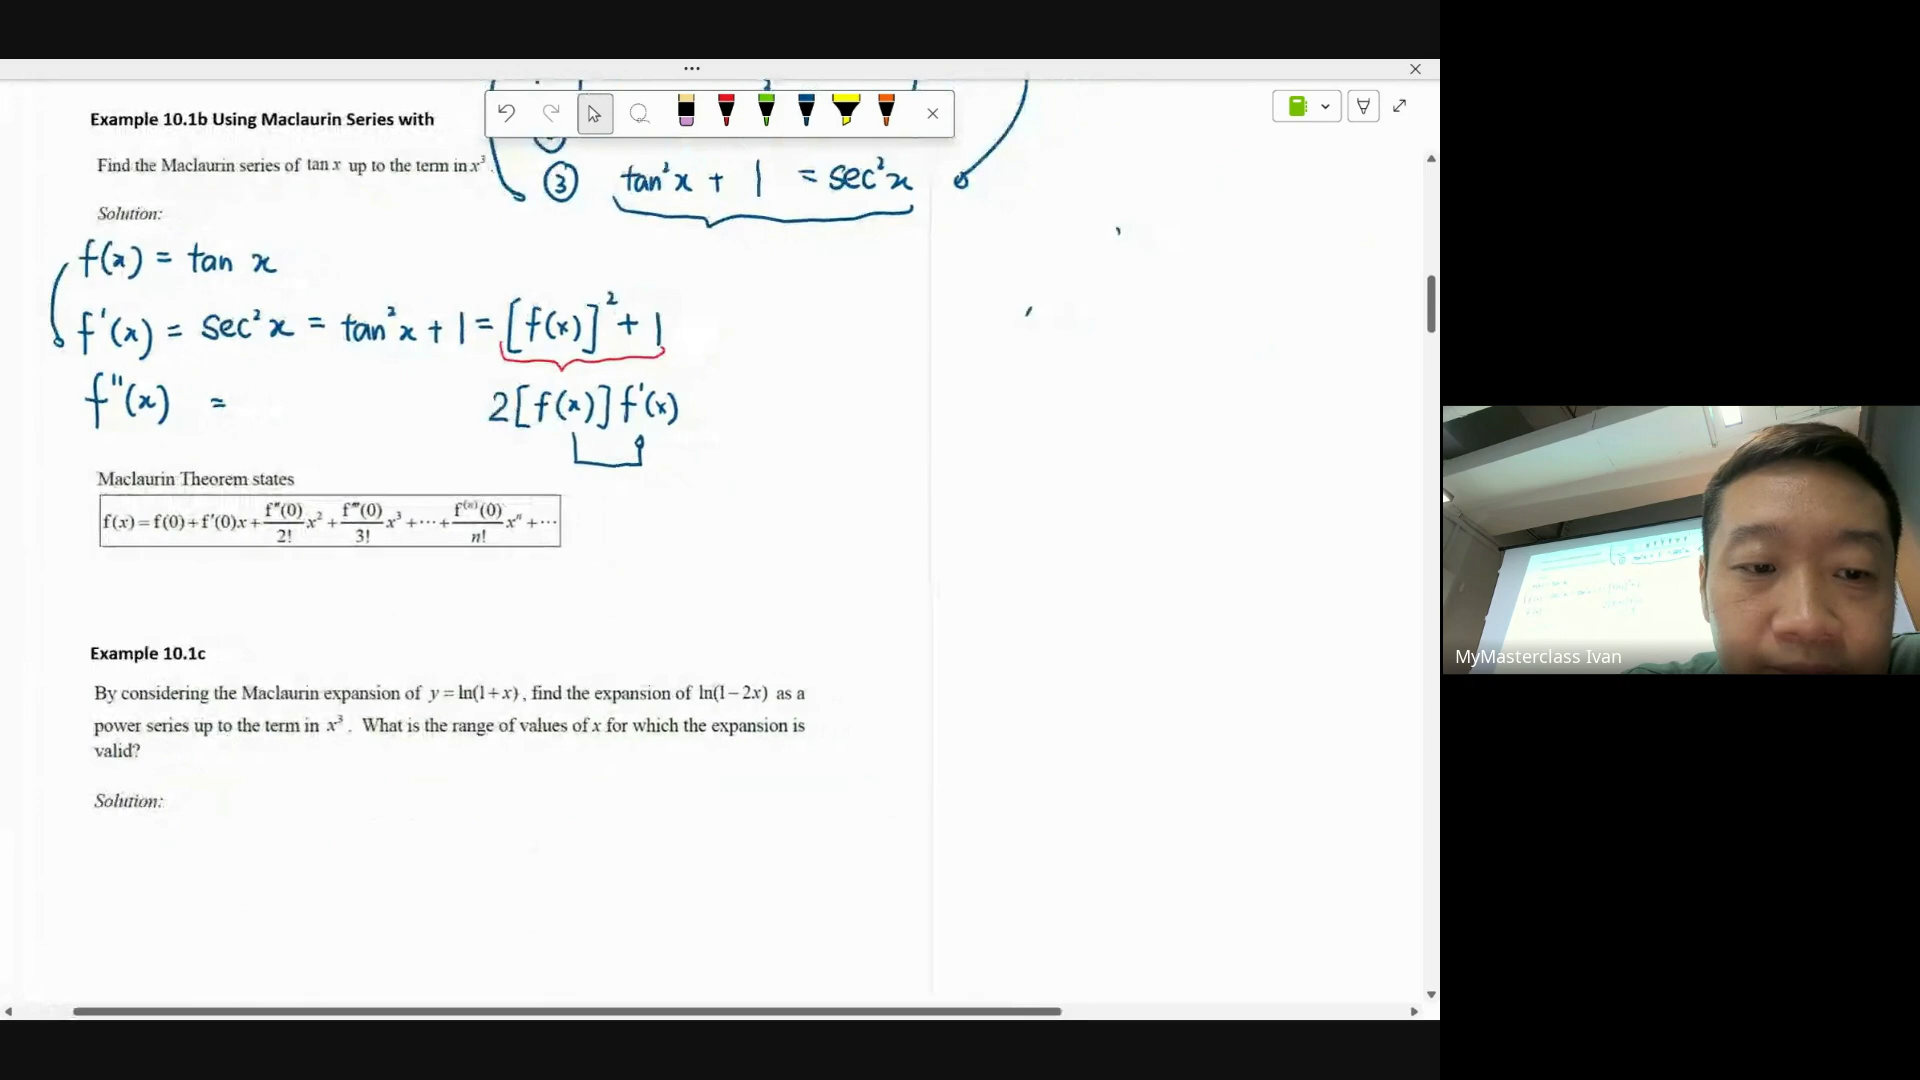 Example 10.1b Using Maclaurin Series with
Find the Maclaurin series of tan x up to the term in x³
③ tan²x + 1 = sec²x
Solution:
f(x) = tan x
f'(x) = sec²x = tan²x + 1 = [f(x)]² + 1
f"(x) = 2[f(x)] f'(x)
Maclaurin Theorem states
f(x) = f(0) + f'(0)x + f''(0)/2! x² + f'''(0)/3! x³ + ··· + f⁽ⁿ⁾(0)/n! xⁿ + ···
Example 10.1c
By considering the Maclaurin expansion of y = ln(1+x), find the expansion of ln(1−2x) as a
power series up to the term in x³. What is the range of values of x for which the expansion is
valid?
Solution:
MyMasterclass Ivan